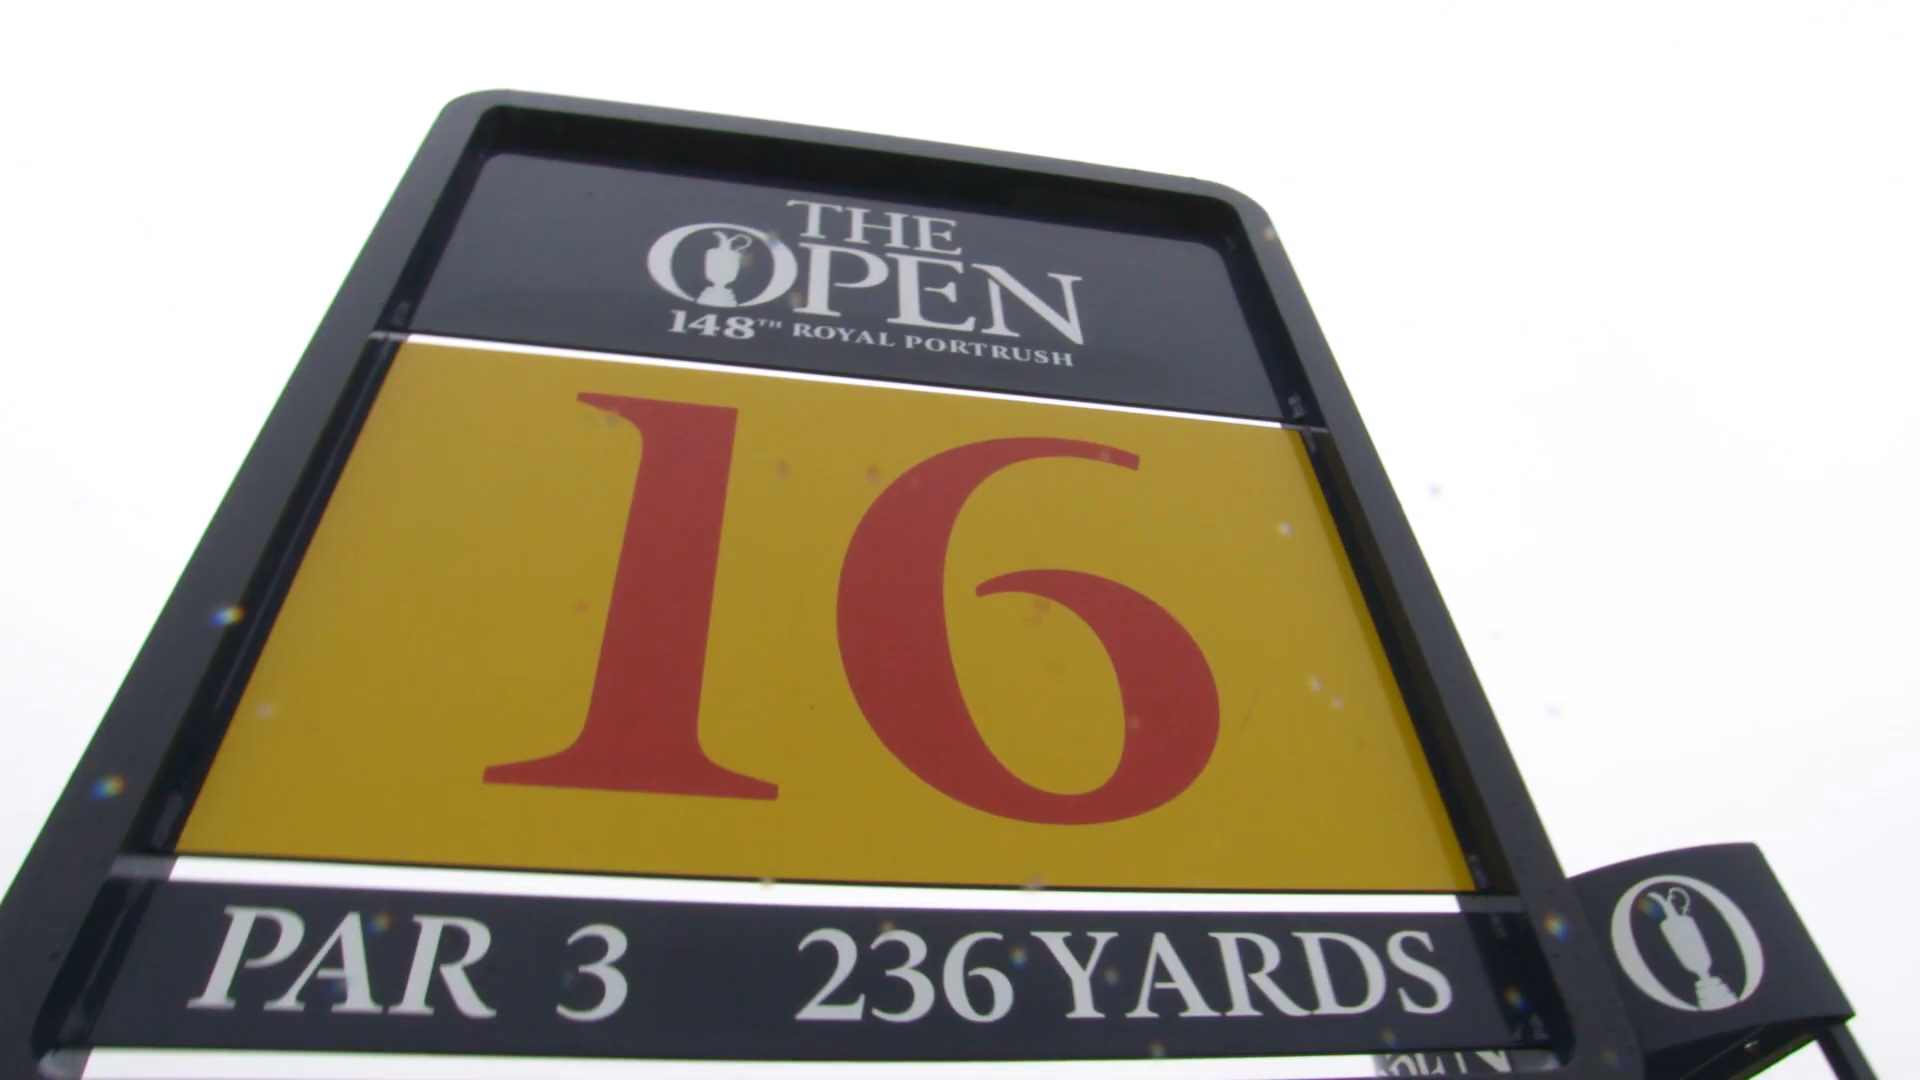 THE
OPEN
148TH ROYAL PORTRUSH
16
PAR 3 236 YARDS